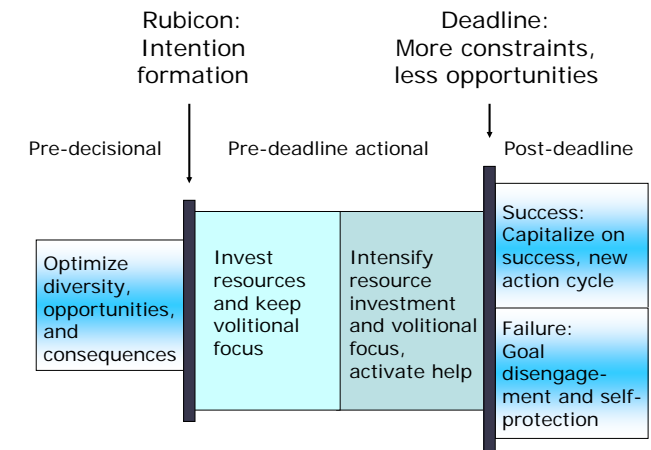 Rubicon:
Intention
formation
Deadline:
More constraints,
less opportunities
Pre-decisional
Pre-deadline actional
Post-deadline
Optimize
diversity,
opportunities,
and
consequences
Invest
resources
and keep
volitional
focus
Intensify
resource
investment
and volitional
focus,
activate help
Success:
Capitalize on
success, new
action cycle
Failure:
Goal
disengage-
ment and self-
protection